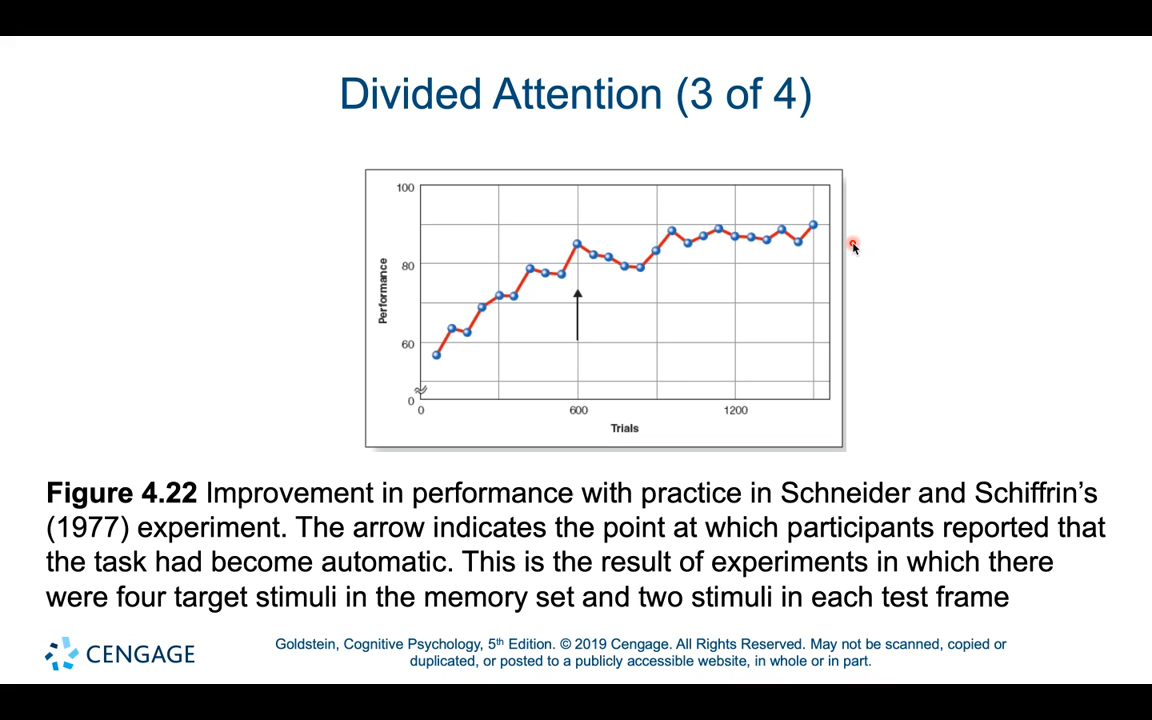 Divided Attention (3 of 4)
100
80
60
0
Performance
0
600
1200
Trials
Figure 4.22 Improvement in performance with practice in Schneider and Schiffrin’s
(1977) experiment. The arrow indicates the point at which participants reported that
the task had become automatic. This is the result of experiments in which there
were four target stimuli in the memory set and two stimuli in each test frame
CENGAGE
Goldstein, Cognitive Psychology, 5th Edition. © 2019 Cengage. All Rights Reserved. May not be scanned, copied or
duplicated, or posted to a publicly accessible website, in whole or in part.